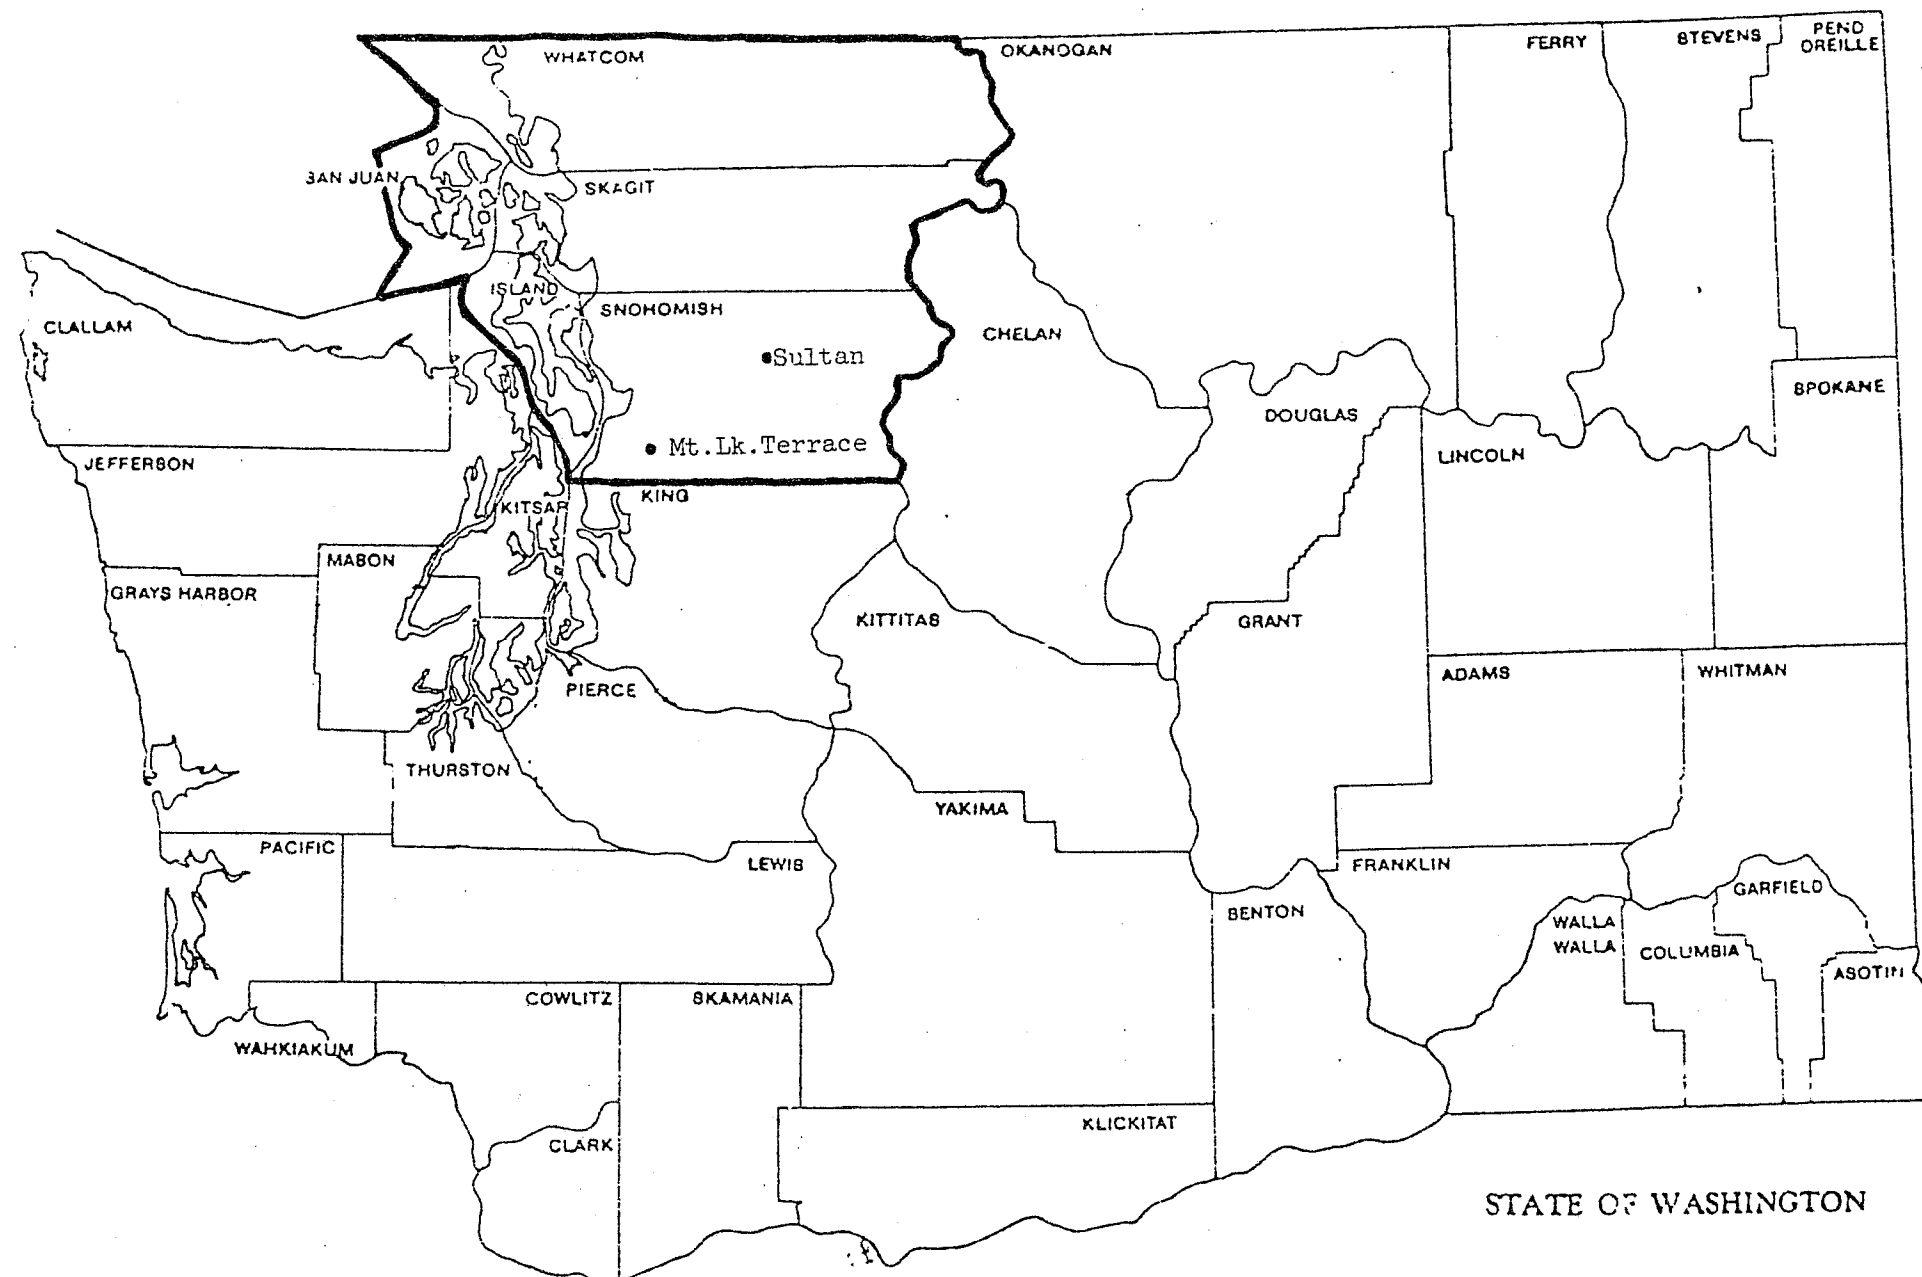 WHATCOM
OKANOGAN
FERRY
STEVENS
PEND
OREILLE
SAN JUAN
SKAGIT
ISLAND
SNOHOMISH
CLALLAM
CHELAN
Sultan
SPOKANE
DOUGLAS
Mt.Lk.Terrace
LINCOLN
JEFFERSON
KING
KITSAP
MASON
GRAYS HARBOR
KITTITAS
GRANT
ADAMS
WHITMAN
PIERCE
THURSTON
YAKIMA
PACIFIC
LEWIS
FRANKLIN
GARFIELD
BENTON
WALLA
WALLA
COLUMBIA
ASOTIN
COWLITZ
SKAMANIA
WAHKIAKUM
KLICKITAT
CLARK
STATE OF WASHINGTON